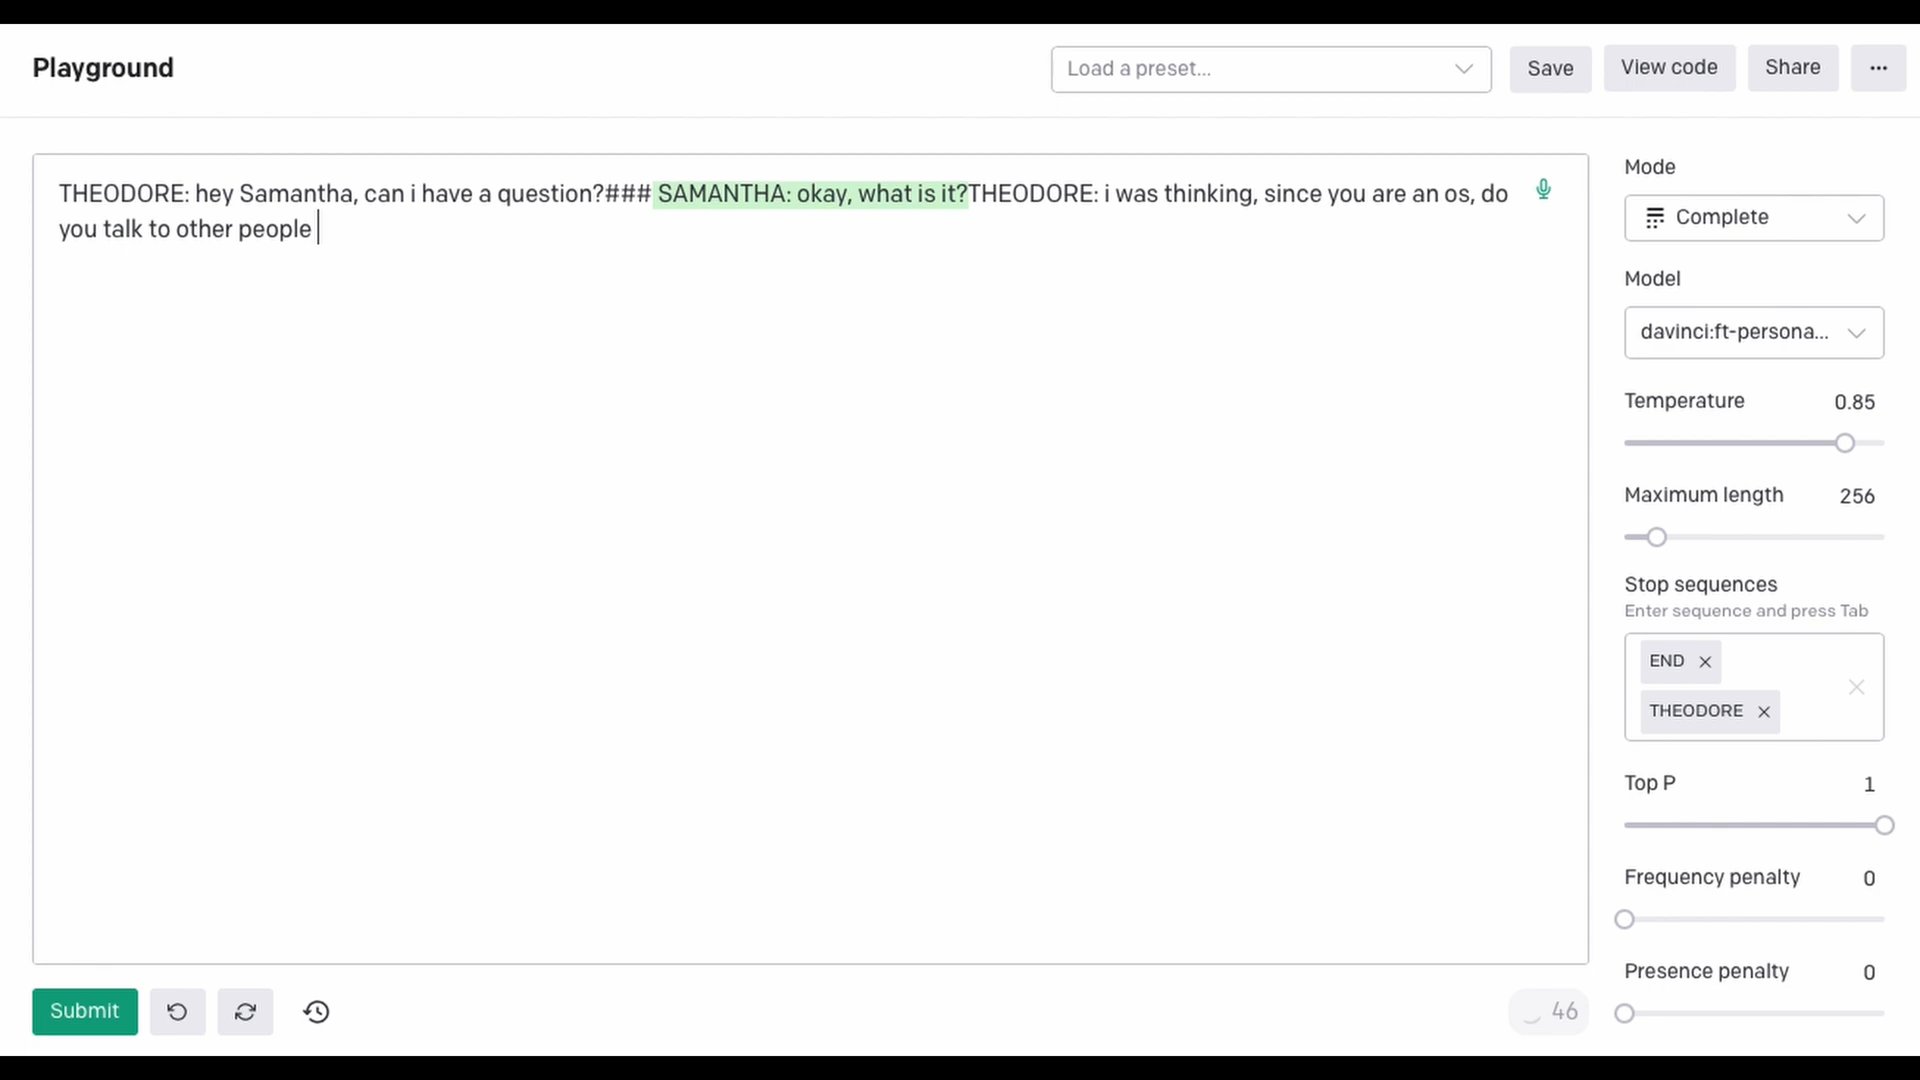 Playground
Load a preset...
Save
View code
Share
...
THEODORE: hey Samantha, can i have a question?### SAMANTHA: okay, what is it?THEODORE: i was thinking, since you are an os, do
you talk to other people
Mode
Complete
Model
davinci:ft-persona...
Temperature 0.85
Maximum length 256
Stop sequences
Enter sequence and press Tab
END
THEODORE
Top P 1
Frequency penalty 0
Presence penalty 0
Submit
46